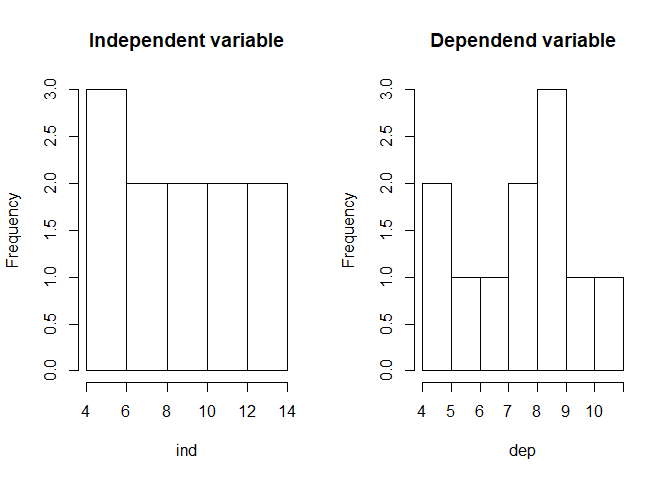 Independent variable
Frequency
3.0
2.5
2.0
1.5
1.0
0.5
0.0
4 6 8 10 12 14
ind
Dependend variable
Frequency
3.0
2.5
2.0
1.5
1.0
0.5
0.0
4 5 6 7 8 9 10
dep